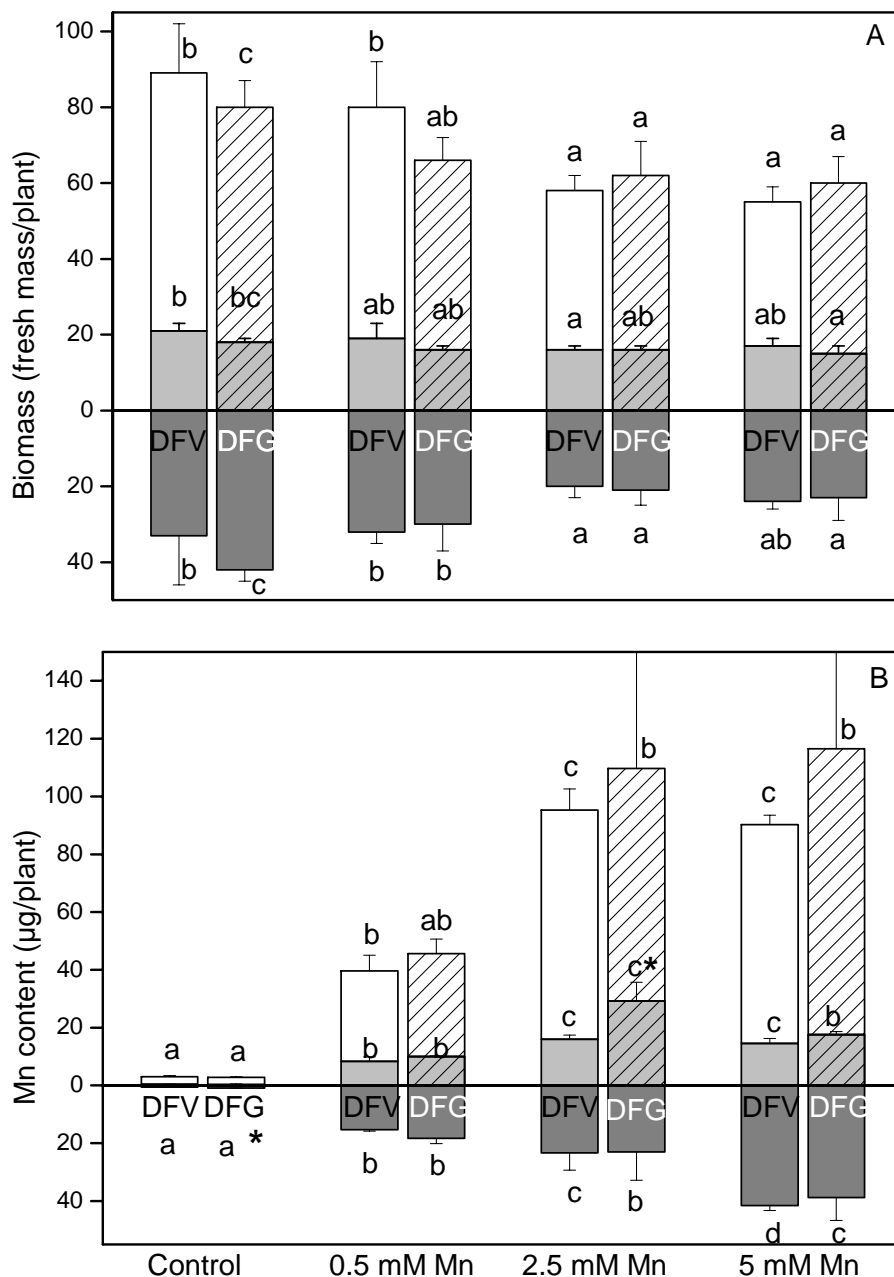 A
100
80
60
40
20
0
20
40
Biomass (fresh mass/plant)
b c b ab a a a a
b bc ab ab a ab ab a
DFV DFG DFV DFG DFV DFG DFV DFG
b c b b a a ab a
B
140
120
100
80
60
40
20
0
20
40
Mn content (µg/plant)
a a b ab c b c b
b b c c* c b
DFV DFG DFV DFG DFV DFG DFV DFG
a a * b b c b d c
Control 0.5 mM Mn 2.5 mM Mn 5 mM Mn